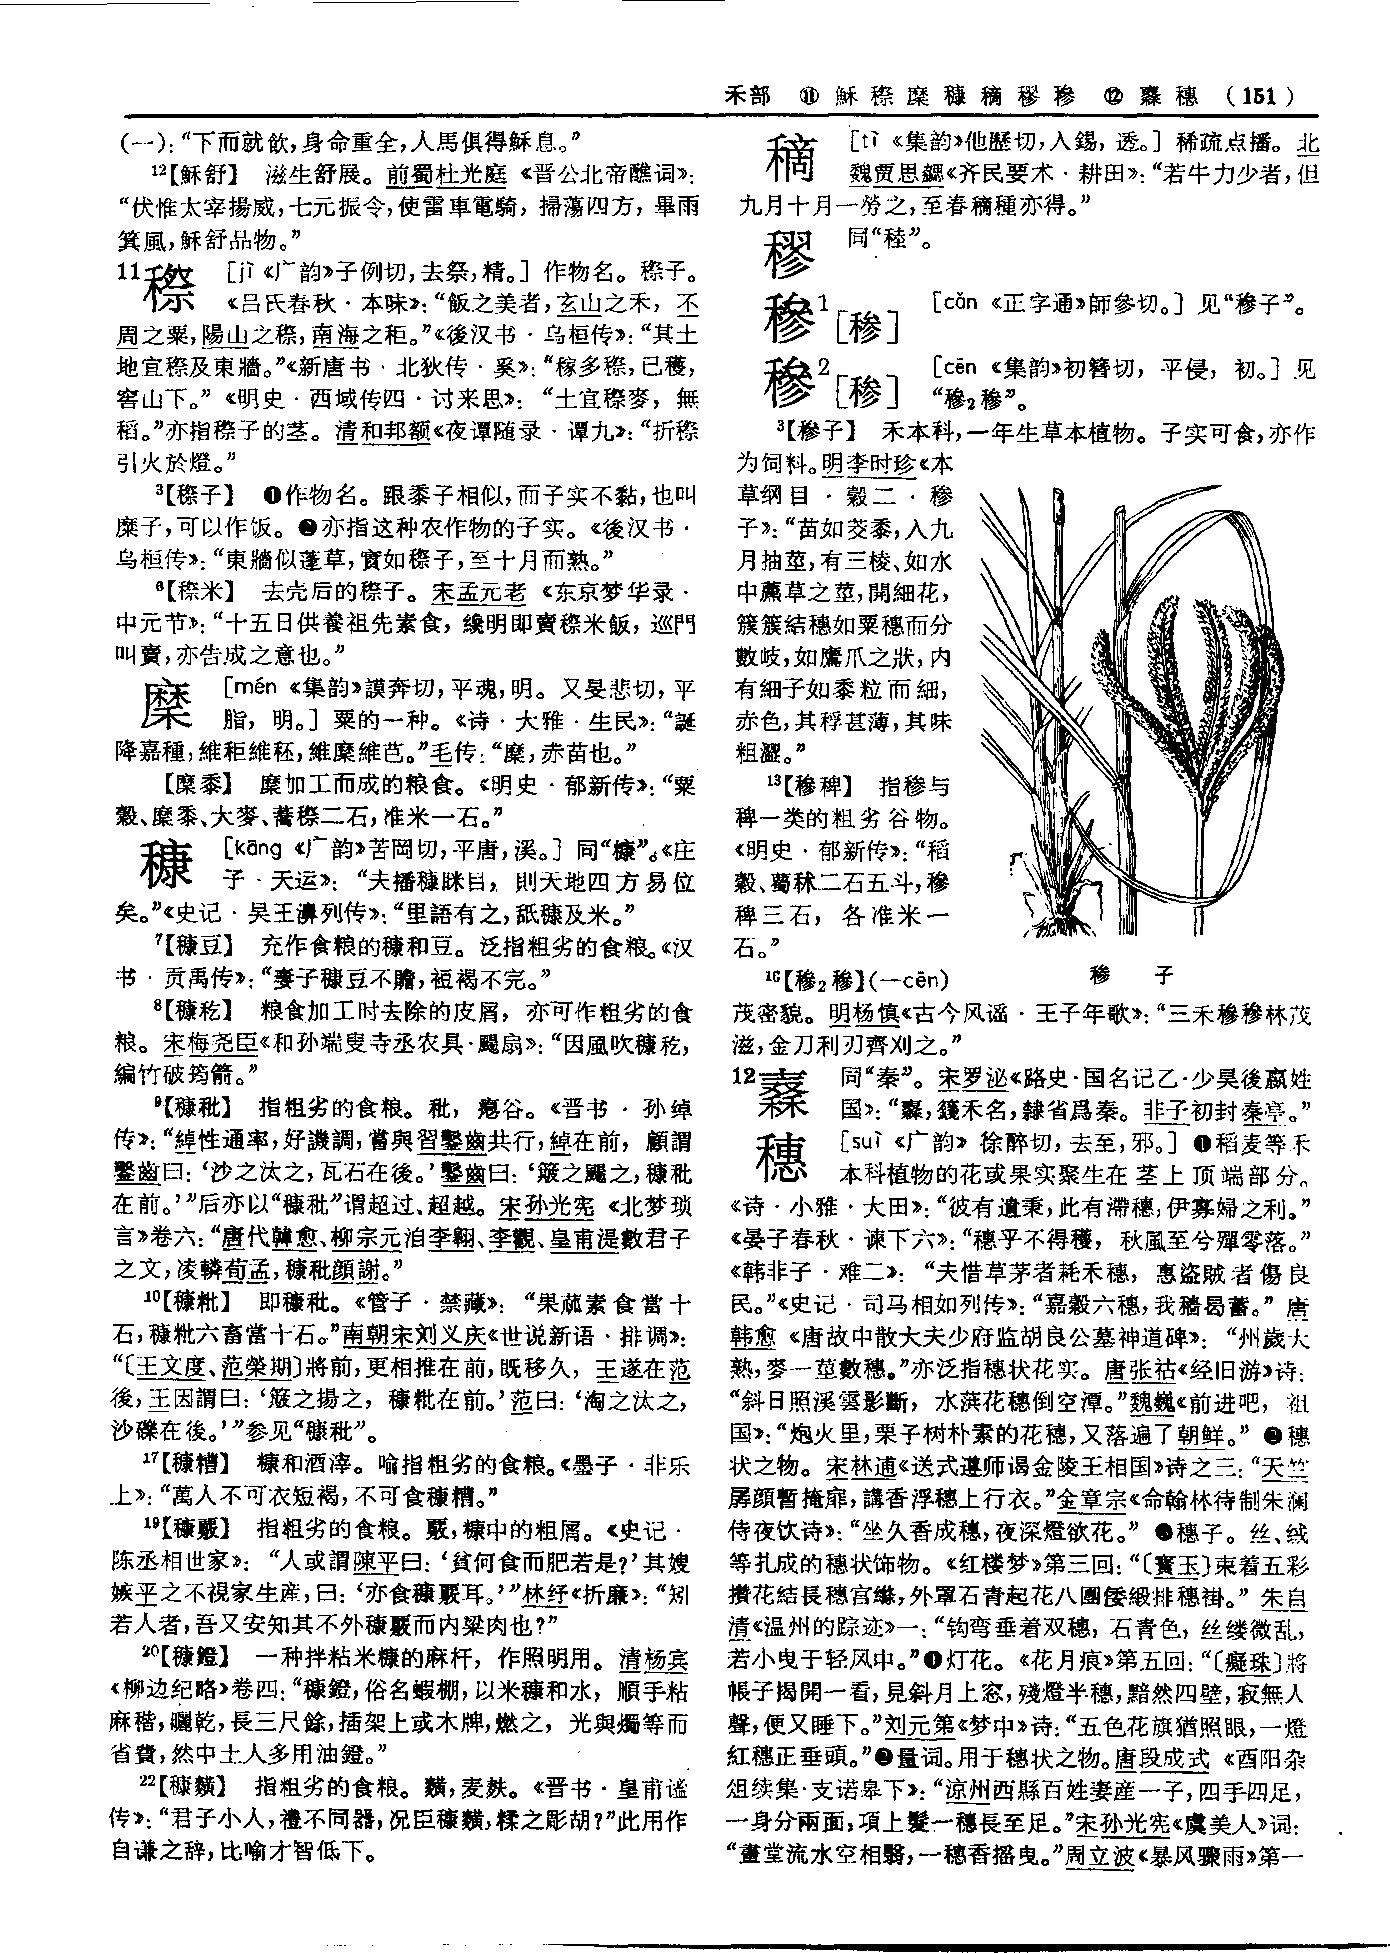 禾部 ⑪ 穌穄穈穅䅥穋穇 ⑫ 𥣮穗 （151）
（一）：“下而就飲，身命重全，人馬俱得穌息。”
12【穌舒】 滋生舒展。前蜀杜光庭《晋公北帝醮词》：
“伏惟太宰揚威，七元振令，使雷車電騎，掃蕩四方，畢雨
箕風，穌舒品物。”
11穄 [jì《广韵》子例切，去祭，精。] 作物名。穄子。
《吕氏春秋·本味》：“飯之美者，玄山之禾，不
周之粟，陽山之穄，南海之秬。”《後汉书·乌桓传》：“其土
地宜穄及東牆。”《新唐书·北狄传·奚》：“稼多穄，已穫，
窖山下。”《明史·西域传四·讨来思》：“土宜穄麥，無
稻。”亦指穄子的茎。清和邦额《夜谭随录·谭九》：“折穄
引火於燈。”
3【穄子】 ❶作物名。跟黍子相似，而子实不黏，也叫
糜子，可以作饭。❷亦指这种农作物的子实。《後汉书·
乌桓传》：“東牆似蓬草，實如穄子，至十月而熟。”
6【穄米】 去壳后的穄子。宋孟元老《东京梦华录·
中元节》：“十五日供養祖先素食，纔明即賣穄米飯，巡門
叫賣，亦告成之意也。”
穈 [mén《集韵》謨奔切，平魂，明。又旻悲切，平
脂，明。] 粟的一种。《诗·大雅·生民》：“誕
降嘉種，維秬維秠，維穈維芑。”毛传：“穈，赤苗也。”
【穈黍】 穈加工而成的粮食。《明史·郁新传》：“粟
穀、穈黍、大麥、蕎穄二石，准米一石。”
穅 [kāng《广韵》苦岡切，平唐，溪。] 同“糠”。《庄
子·天运》：“夫播穅眯目，則天地四方易位
矣。”《史记·吴王濞列传》：“里語有之，舐穅及米。”
7【穅豆】 充作食粮的穅和豆。泛指粗劣的食粮。《汉
书·贡禹传》：“妻子穅豆不贍，裋褐不完。”
8【穅籺】 粮食加工时去除的皮屑，亦可作粗劣的食
粮。宋梅尧臣《和孙端叟寺丞农具·颺扇》：“因風吹穅籺，
编竹破筠箭。”
9【穅秕】 指粗劣的食粮。秕，瘪谷。《晋书·孙绰
传》：“綽性通率，好譏調，嘗與習鑿齒共行，綽在前，顧謂
鑿齒曰：‘沙之汰之，瓦石在後。’鑿齒曰：‘簸之颺之，穅秕
在前。’”后亦以“穅秕”谓超过、超越。宋孙光宪《北梦琐
言》卷六：“唐代韓愈、柳宗元洎李翱、李觀、皇甫湜數君子
之文，凌轢荀孟，穅秕顔謝。”
10【穅粃】 即穅秕。《管子·禁藏》：“果蓏素食當十
石，穅粃六畜當十石。”南朝宋刘义庆《世说新语·排调》：
“〔王文度、范榮期〕將前，更相推在前，既移久，王遂在范
後，王因謂曰：‘簸之揚之，穅粃在前。’范曰：‘淘之汰之，
沙礫在後。’”参见“穅秕”。
17【穅糟】 糠和酒滓。喻指粗劣的食粮。《墨子·非乐
上》：“萬人不可衣短褐，不可食穅糟。”
19【穅覈】 指粗劣的食粮。覈，糠中的粗屑。《史记·
陈丞相世家》：“人或謂陳平曰：‘貧何食而肥若是？’其嫂
嫉平之不視家生産，曰：‘亦食穅覈耳。’”林纾《折廉》：“矧
若人者，吾又安知其不外穅覈而内粱肉也？”
20【穅鐙】 一种拌粘米糠的麻杆，作照明用。清杨宾
《柳边纪略》卷四：“穅鐙，俗名蝦棚，以米穅和水，順手粘
麻稭，曬乾，長三尺餘，插架上或木牌，燃之，光與燭等而
省費，然中土人多用油鐙。”
22【穅䵃】 指粗劣的食粮。䵃，麦麸。《晋书·皇甫谧
传》：“君子小人，禮不同器，况臣穅䵃，糅之彫胡？”此用作
自谦之辞，比喻才智低下。
䅥 [tì《集韵》他歷切，入錫，透。] 稀疏点播。北
魏贾思勰《齐民要术·耕田》：“若牛力少者，但
九月十月一勞之，至春䅥種亦得。”
穋 同“稑”。
穇1[䅟] [cǎn《正字通》師參切。] 见“穇子”。
穇2[䅟] [cēn《集韵》初簪切，平侵，初。] 见
“穇2穇”。
3【穇子】 禾本科，一年生草本植物。子实可食，亦作
为饲料。明李时珍《本
草纲目·穀二·穇
子》：“苗如茭黍，八九
月抽莖，有三棱、如水
中藨草之莖，開細花，
簇簇結穗如粟穗而分
數岐，如鷹爪之狀，内
有細子如黍粒而細，
赤色，其稃甚薄，其味
粗澀。”
13【穇稗】 指穇与
稗一类的粗劣谷物。
《明史·郁新传》：“稻
穀、薥秫二石五斗，穇
稗三石，各准米一
石。”
16【穇2穇】（—cēn）
穇 子
茂密貌。明杨慎《古今风谣·王子年歌》：“三禾穇穇林茂
滋，金刀利刃齊刈之。”
12𥣮 同“秦”。宋罗泌《路史·国名记乙·少昊後嬴姓
国》：“𥣮，籛禾名，隸省爲秦。非子初封秦亭。”
穗 [suì《广韵》徐醉切，去至，邪。] ❶稻麦等禾
本科植物的花或果实聚生在茎上顶端部分。
《诗·小雅·大田》：“彼有遺秉，此有滯穗，伊寡婦之利。”
《晏子春秋·谏下六》：“穗乎不得穫，秋風至兮殫零落。”
《韩非子·难二》：“夫惜草茅者耗禾穗，惠盜賊者傷良
民。”《史记·司马相如列传》：“嘉穀六穗，我穡曷蓄。”唐
韩愈《唐故中散大夫少府监胡良公墓神道碑》：“州歲大
熟，麥一莖數穗。”亦泛指穗状花实。唐张祜《经旧游》诗：
“斜日照溪雲影斷，水葓花穗倒空潭。”魏巍《前进吧，祖
国》：“炮火里，栗子树朴素的花穗，又落遍了朝鲜。”❷穗
状之物。宋林逋《送式遵师谒金陵王相国》诗之三：“天竺
孱顔暫掩扉，講香浮穗上行衣。”金章宗《命翰林待制朱澜
侍夜饮诗》：“坐久香成穗，夜深燈欲花。”❸穗子。丝、绒
等扎成的穗状饰物。《红楼梦》第三回：“〔寶玉〕束着五彩
攢花結長穗宫縧，外罩石青起花八團倭緞排穗褂。”朱自
清《温州的踪迹》一：“钩弯垂着双穗，石青色，丝缕微乱，
若小曳于轻风中。”❹灯花。《花月痕》第五回：“〔癡珠〕將
帳子揭開一看，見斜月上窓，殘燈半穗，黯然四壁，寂無人
聲，便又睡下。”刘元第《梦中》诗：“五色花旗猶照眼，一燈
紅穗正垂頭。”❺量词。用于穗状之物。唐段成式《酉阳杂
俎续集·支诺皋下》：“涼州西縣百姓妻産一子，四手四足，
一身分兩面，項上髮一穗長至足。”宋孙光宪《虞美人》词：
“畫堂流水空相翳，一穗香摇曳。”周立波《暴风骤雨》第一